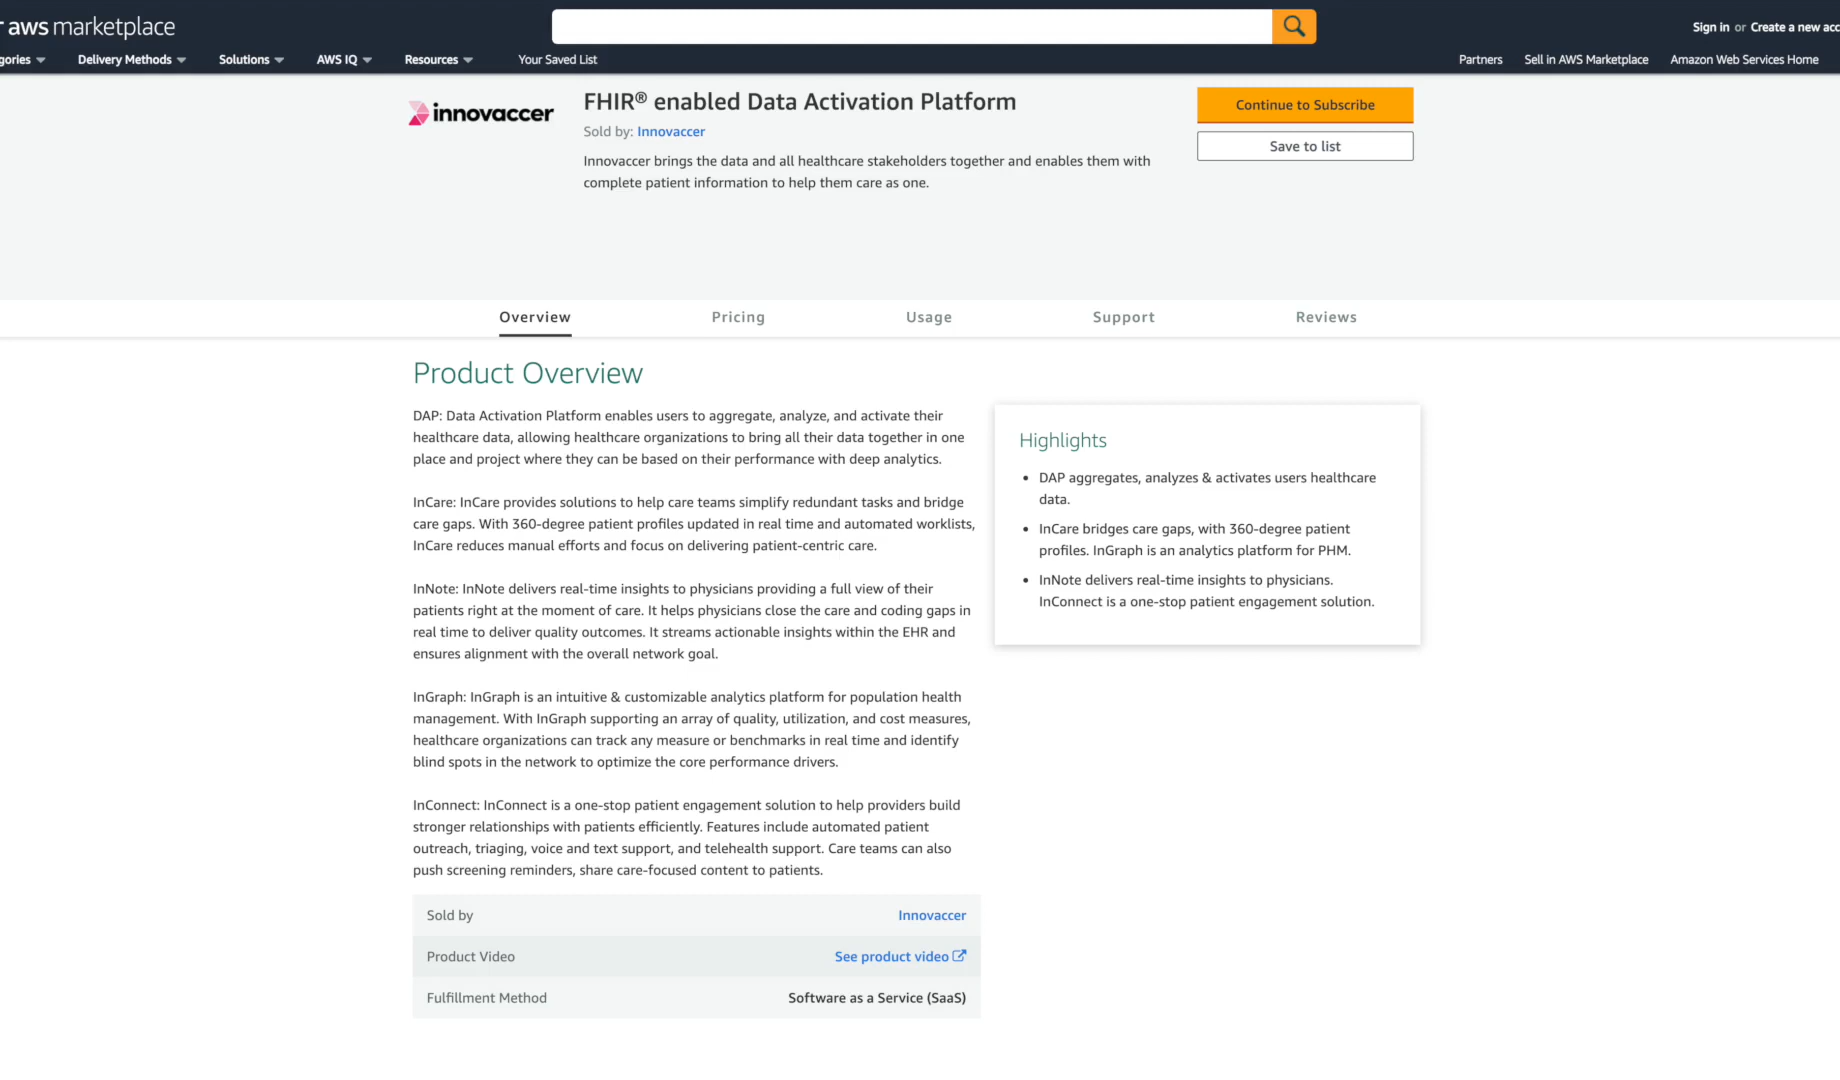 aws marketplace
Sign in or Create a new acc
gories
Delivery Methods
Solutions
AWS IQ
Resources
Your Saved List
Partners
Sell in AWS Marketplace
Amazon Web Services Home
innovaccer
FHIR® enabled Data Activation Platform
Sold by: Innovaccer
Innovaccer brings the data and all healthcare stakeholders together and enables them with
complete patient information to help them care as one.
Continue to Subscribe
Save to list
Overview
Pricing
Usage
Support
Reviews
Product Overview
DAP: Data Activation Platform enables users to aggregate, analyze, and activate their
healthcare data, allowing healthcare organizations to bring all their data together in one
place and project where they can be based on their performance with deep analytics.
InCare: InCare provides solutions to help care teams simplify redundant tasks and bridge
care gaps. With 360-degree patient profiles updated in real time and automated worklists,
InCare reduces manual efforts and focus on delivering patient-centric care.
InNote: InNote delivers real-time insights to physicians providing a full view of their
patients right at the moment of care. It helps physicians close the care and coding gaps in
real time to deliver quality outcomes. It streams actionable insights within the EHR and
ensures alignment with the overall network goal.
InGraph: InGraph is an intuitive & customizable analytics platform for population health
management. With InGraph supporting an array of quality, utilization, and cost measures,
healthcare organizations can track any measure or benchmarks in real time and identify
blind spots in the network to optimize the core performance drivers.
InConnect: InConnect is a one-stop patient engagement solution to help providers build
stronger relationships with patients efficiently. Features include automated patient
outreach, triaging, voice and text support, and telehealth support. Care teams can also
push screening reminders, share care-focused content to patients.
Sold by
Innovaccer
Product Video
See product video
Fulfillment Method
Software as a Service (SaaS)
Highlights
• DAP aggregates, analyzes & activates users healthcare
data.
• InCare bridges care gaps, with 360-degree patient
profiles. InGraph is an analytics platform for PHM.
• InNote delivers real-time insights to physicians.
InConnect is a one-stop patient engagement solution.